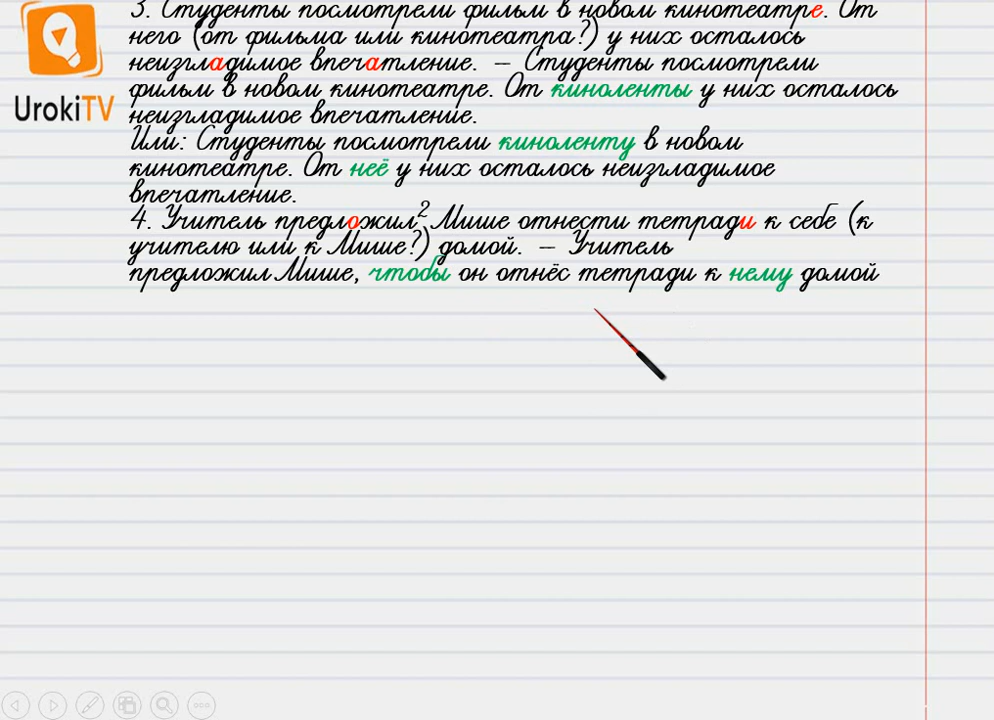 3. Студенты посмотрели фильм в новом кинотеатре. От
него (от фильма или кинотеатра?) у них осталось
неизгладимое впечатление. – Студенты посмотрели
фильм в новом кинотеатре. От киноленты у них осталось
неизгладимое впечатление.
Или: Студенты посмотрели киноленту в новом
кинотеатре. От неё у них осталось неизгладимое
впечатление.
4. Учитель предложил² Мише отнести тетради к себе (к
учителю или к Мише?) домой. – Учитель
предложил Мише, чтобы он отнёс тетради к нему домой
UrokiTV